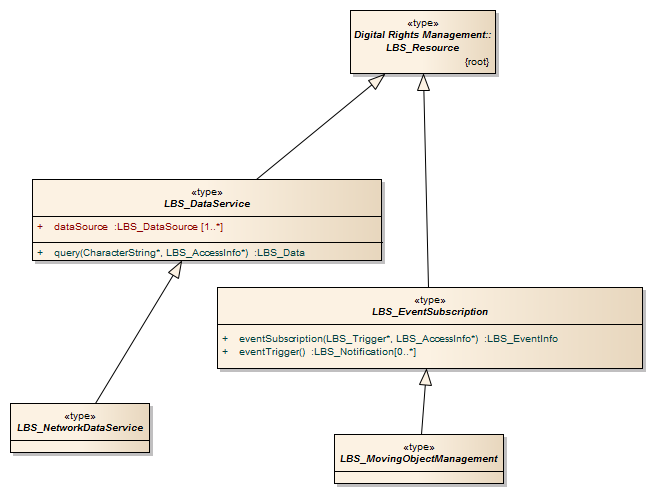 «type»
Digital Rights Management::
LBS_Resource
{root}
«type»
LBS_DataService
+ dataSource :LBS_DataSource [1..*]
+ query(CharacterString*, LBS_AccessInfo*) :LBS_Data
«type»
LBS_EventSubscription
+ eventSubscription(LBS_Trigger*, LBS_AccessInfo*) :LBS_EventInfo
+ eventTrigger() :LBS_Notification[0..*]
«type»
LBS_NetworkDataService
«type»
LBS_MovingObjectManagement